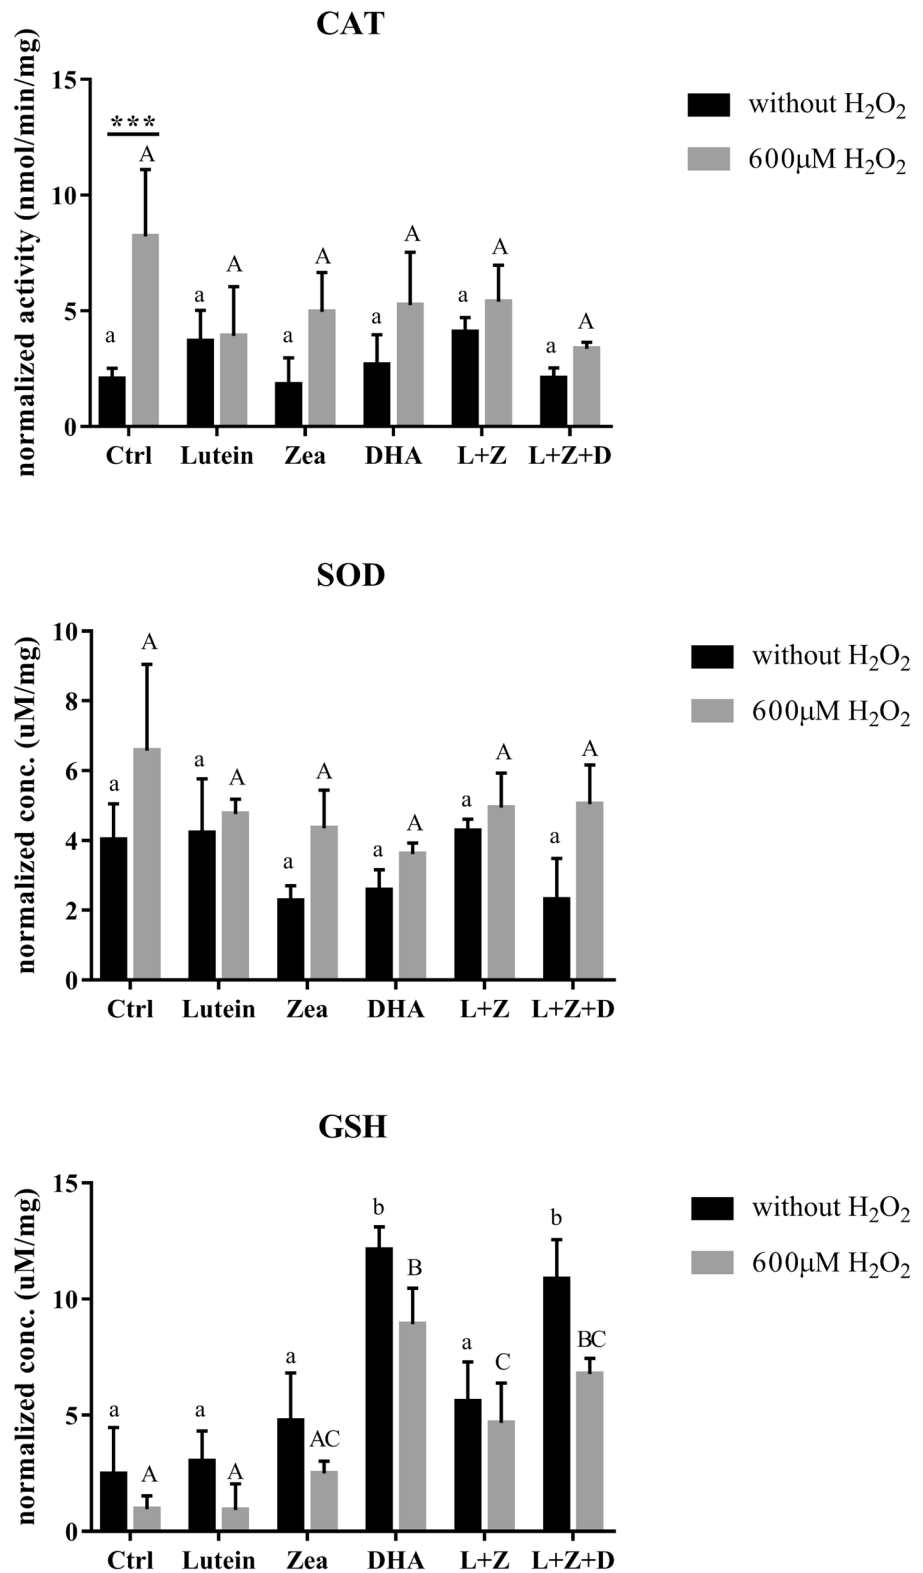 CAT
normalized activity (nmol/min/mg)
15
10
5
0
***
a
A
a
A
a
A
a
A
a
A
a
A
Ctrl
Lutein
Zea
DHA
L+Z
L+Z+D
without H₂O₂
600μM H₂O₂
SOD
normalized conc. (uM/mg)
10
8
6
4
2
0
a
A
a
A
a
A
a
A
a
A
a
A
Ctrl
Lutein
Zea
DHA
L+Z
L+Z+D
without H₂O₂
600μM H₂O₂
GSH
normalized conc. (uM/mg)
15
10
5
0
a
A
a
A
a
AC
b
B
a
C
b
BC
Ctrl
Lutein
Zea
DHA
L+Z
L+Z+D
without H₂O₂
600μM H₂O₂